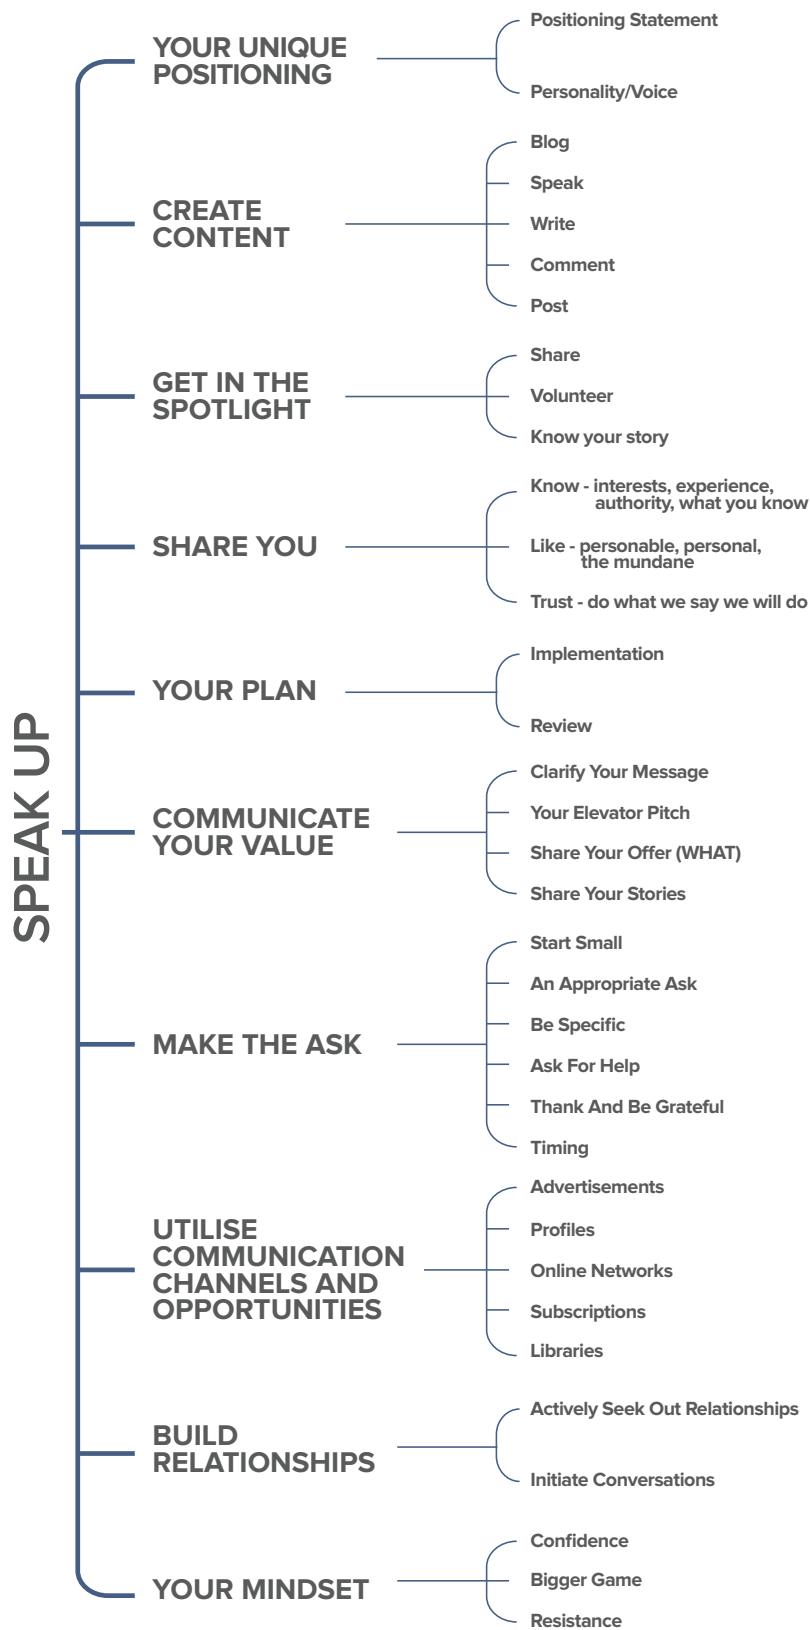 SPEAK UP
YOUR UNIQUE
POSITIONING
Positioning Statement
Personality/Voice
CREATE
CONTENT
Blog
Speak
Write
Comment
Post
GET IN THE
SPOTLIGHT
Share
Volunteer
Know your story
SHARE YOU
Know - interests, experience,
authority, what you know
Like - personable, personal,
the mundane
Trust - do what we say we will do
YOUR PLAN
Implementation
Review
COMMUNICATE
YOUR VALUE
Clarify Your Message
Your Elevator Pitch
Share Your Offer (WHAT)
Share Your Stories
MAKE THE ASK
Start Small
An Appropriate Ask
Be Specific
Ask For Help
Thank And Be Grateful
Timing
UTILISE
COMMUNICATION
CHANNELS AND
OPPORTUNITIES
Advertisements
Profiles
Online Networks
Subscriptions
Libraries
BUILD
RELATIONSHIPS
Actively Seek Out Relationships
Initiate Conversations
YOUR MINDSET
Confidence
Bigger Game
Resistance